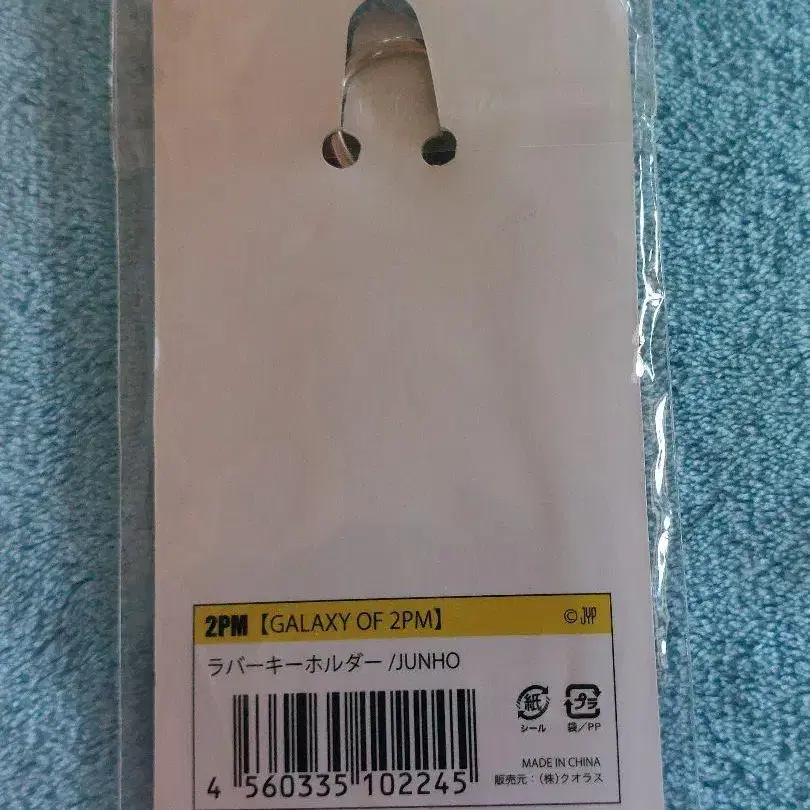 2PM【GALAXY OF 2PM】 © JYP
ラバーキーホルダー /JUNHO
紙 プラ
シール 袋／PP
MADE IN CHINA
4 560335 102245
販売元：（株）クオラス